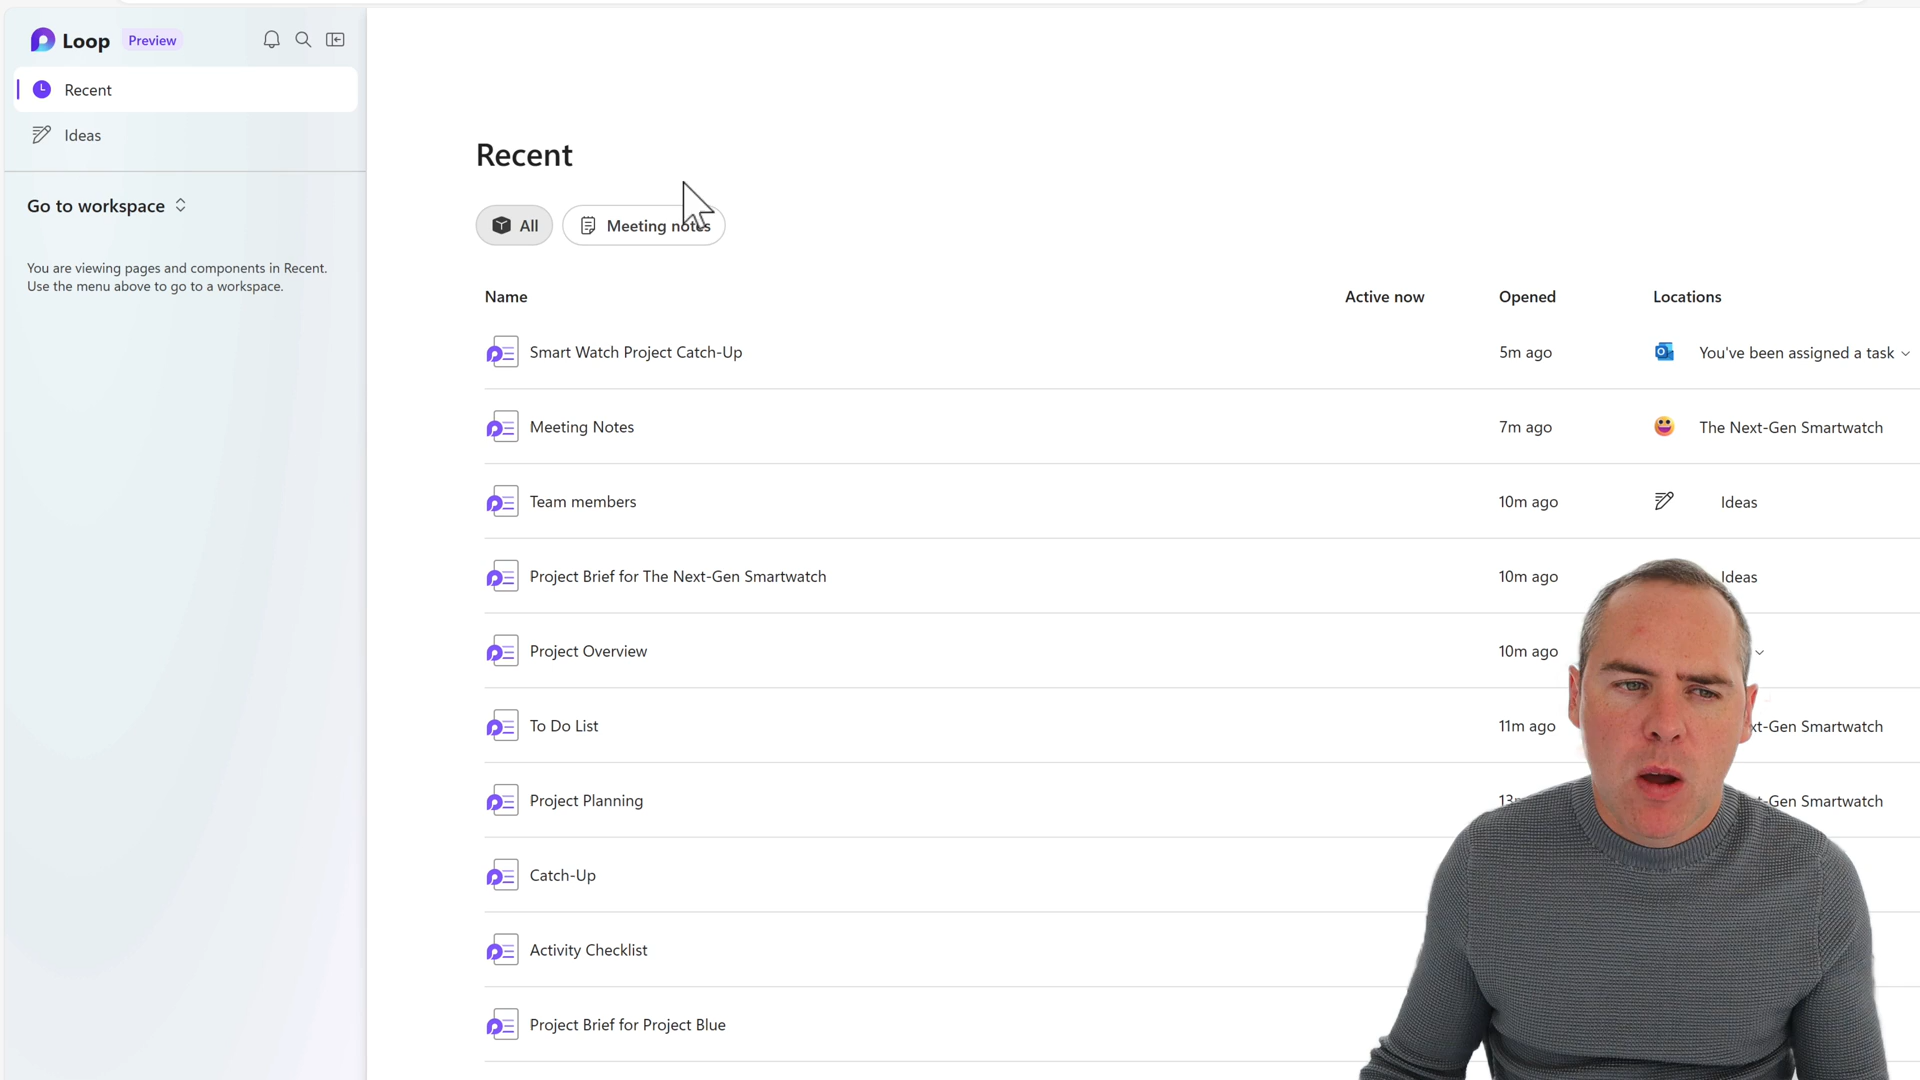 Loop Preview
Recent
Ideas
Go to workspace
You are viewing pages and components in Recent.
Use the menu above to go to a workspace.
Recent
All
Meeting notes
Name Active now Opened Locations
Smart Watch Project Catch-Up 5m ago You've been assigned a task
Meeting Notes 7m ago The Next-Gen Smartwatch
Team members 10m ago Ideas
Project Brief for The Next-Gen Smartwatch 10m ago Ideas
Project Overview 10m ago
To Do List 11m ago Gen Smartwatch
Project Planning Gen Smartwatch
Catch-Up
Activity Checklist
Project Brief for Project Blue